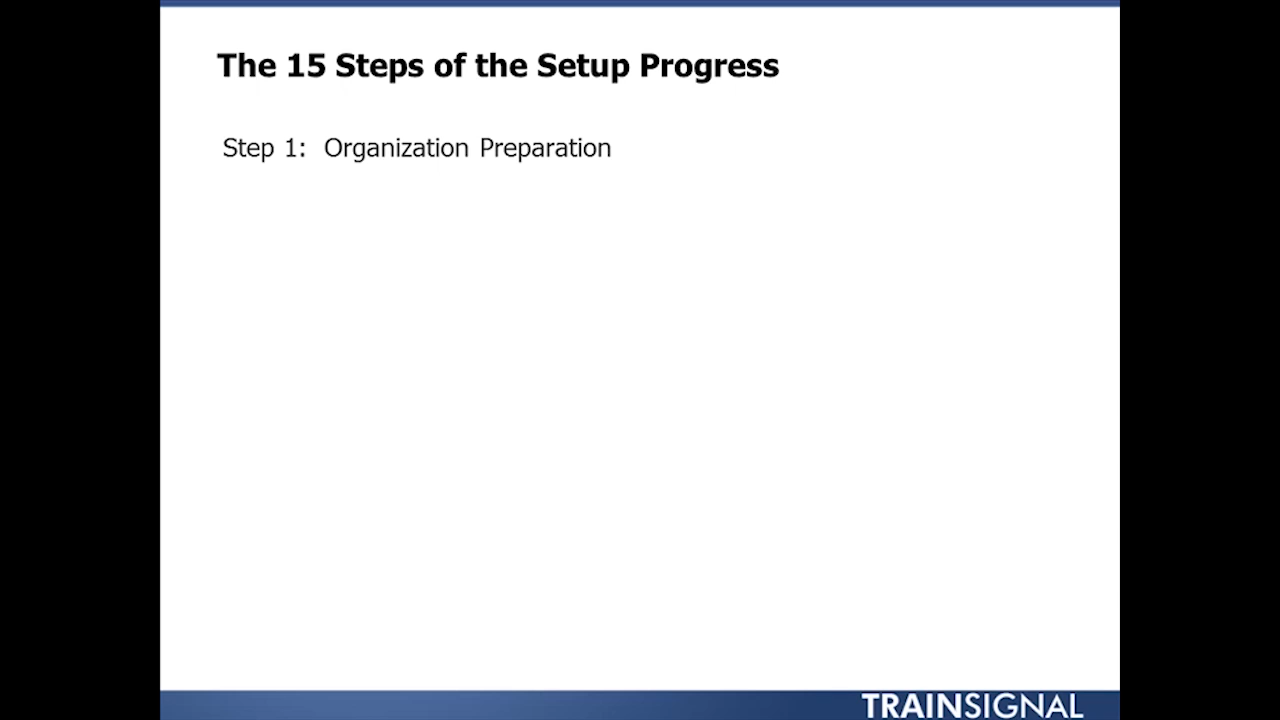 The 15 Steps of the Setup Progress
Step 1: Organization Preparation
TRAINSIGNAL